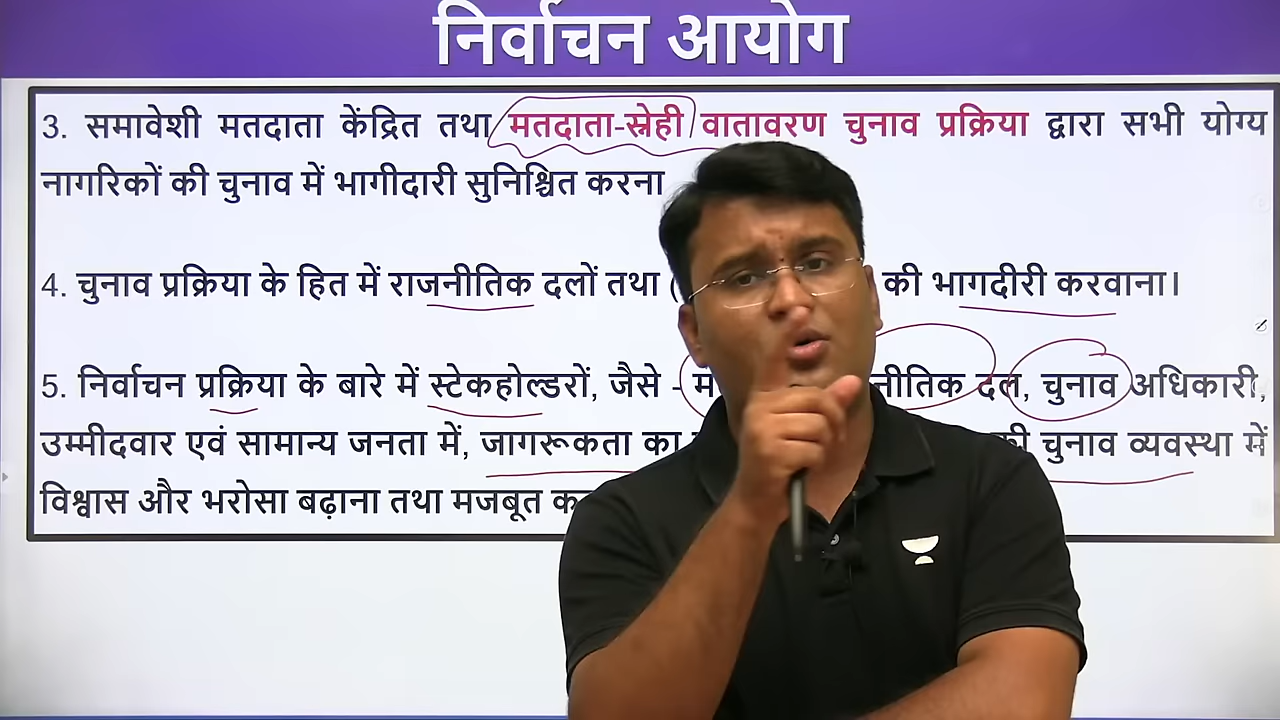 निर्वाचन आयोग
3. समावेशी मतदाता केंद्रित तथा मतदाता-स्नेही वातावरण चुनाव प्रक्रिया द्वारा सभी योग्य
नागरिकों की चुनाव में भागीदारी सुनिश्चित करना
4. चुनाव प्रक्रिया के हित में राजनीतिक दलों तथा की भागदीरी करवाना।
5. निर्वाचन प्रक्रिया के बारे में स्टेकहोल्डरों, जैसे - दल, चुनाव अधिकारी,
उम्मीदवार एवं सामान्य जनता में, जागरूकता का की चुनाव व्यवस्था में
विश्वास और भरोसा बढ़ाना तथा मजबूत